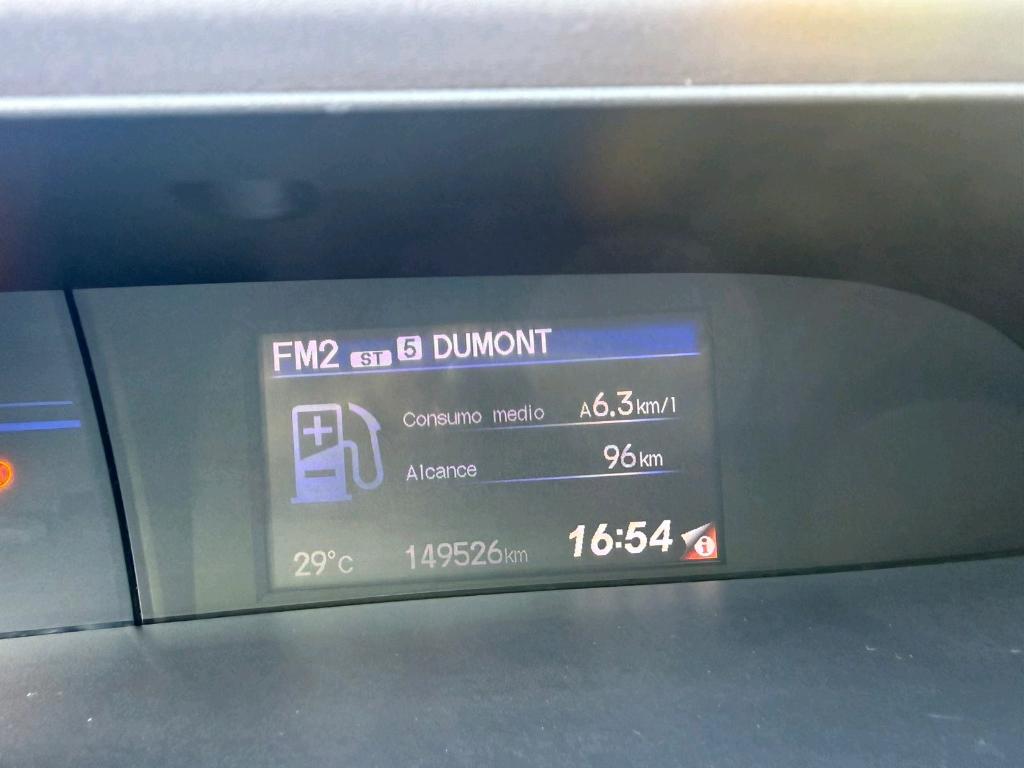 FM2 ST 5 DUMONT
Consumo medio A6.3km/l
Alcance 96km
29°C 149526km 16:54 i